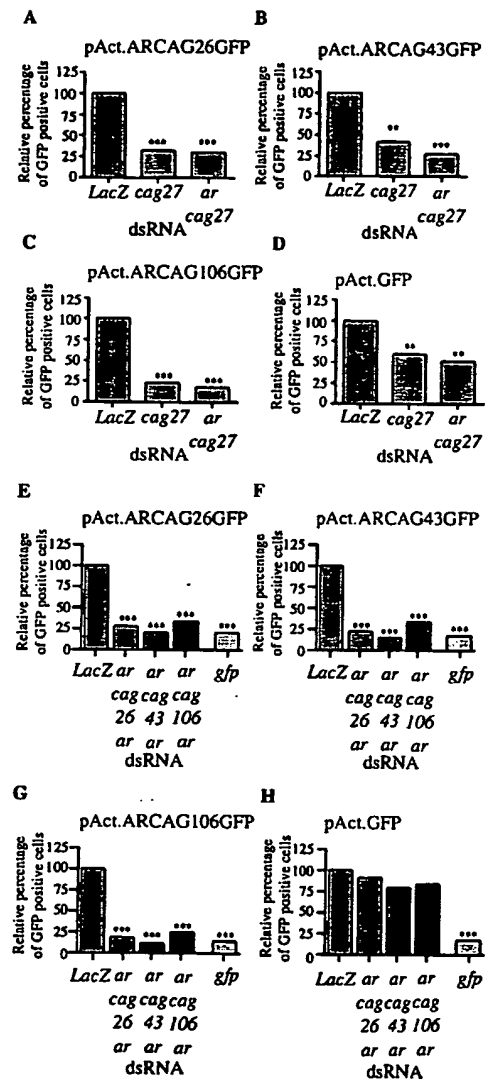 A
pAct.ARCAG26GFP
Relative percentage
of GFP positive cells
125
100
75
50
25
0
***
***
LacZ cag27 ar
cag27
dsRNA
B
pAct.ARCAG43GFP
Relative percentage
of GFP positive cells
125
100
75
50
25
0
**
***
LacZ cag27 ar
cag27
dsRNA
C
pAct.ARCAG106GFP
Relative percentage
of GFP positive cells
125
100
75
50
25
0
***
***
LacZ cag27 ar
cag27
dsRNA
D
pAct.GFP
Relative percentage
of GFP positive cells
125
100
75
50
25
0
**
**
LacZ cag27 ar
cag27
dsRNA
E
pAct.ARCAG26GFP
Relative percentage
of GFP positive cells
125
100
75
50
25
0
***
***
***
***
LacZ ar ar ar gfp
cag cag cag
26 43 106
ar ar ar
dsRNA
F
pAct.ARCAG43GFP
Relative percentage
of GFP positive cells
125
100
75
50
25
0
***
***
***
***
LacZ ar ar ar gfp
cag cag cag
26 43 106
ar ar ar
dsRNA
G
pAct.ARCAG106GFP
Relative percentage
of GFP positive cells
125
100
75
50
25
0
***
***
***
***
LacZ ar ar ar gfp
cag cag cag
26 43 106
ar ar ar
dsRNA
H
pAct.GFP
Relative percentage
of GFP positive cells
125
100
75
50
25
0
***
LacZ ar ar ar gfp
cag cag cag
26 43 106
ar ar ar
dsRNA